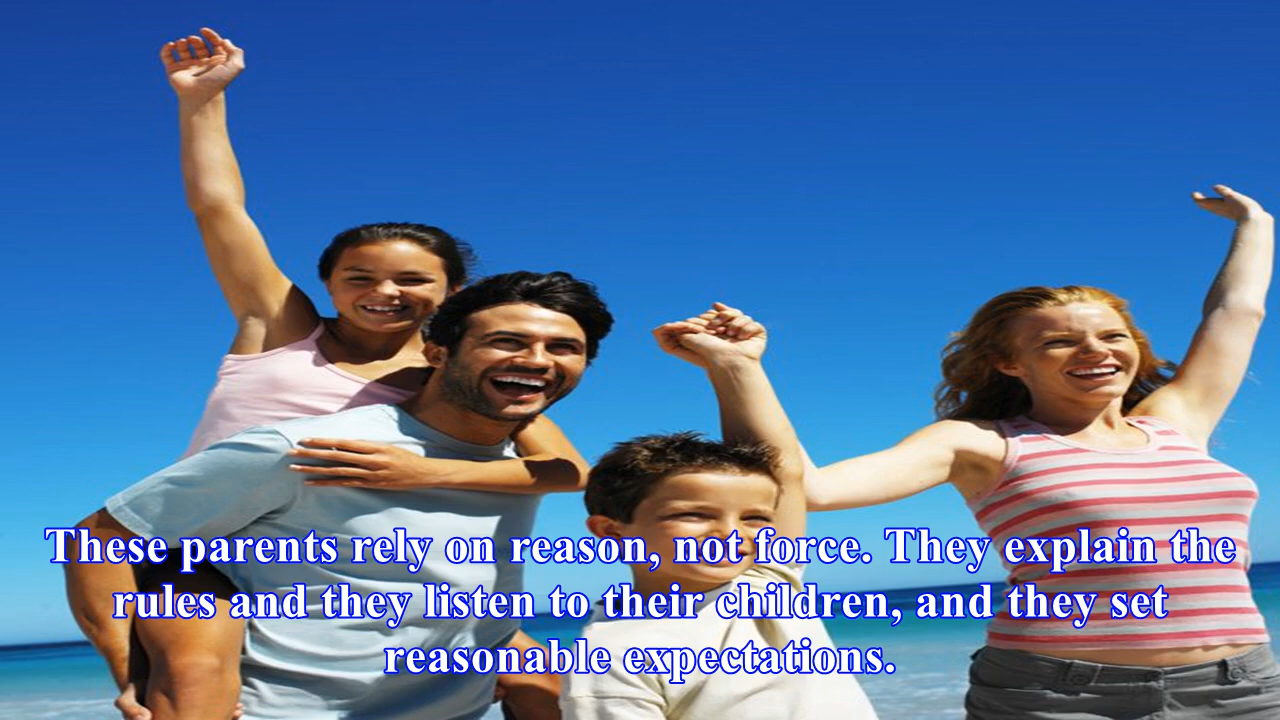 These parents rely on reason, not force. They explain the
rules and they listen to their children, and they set
reasonable expectations.